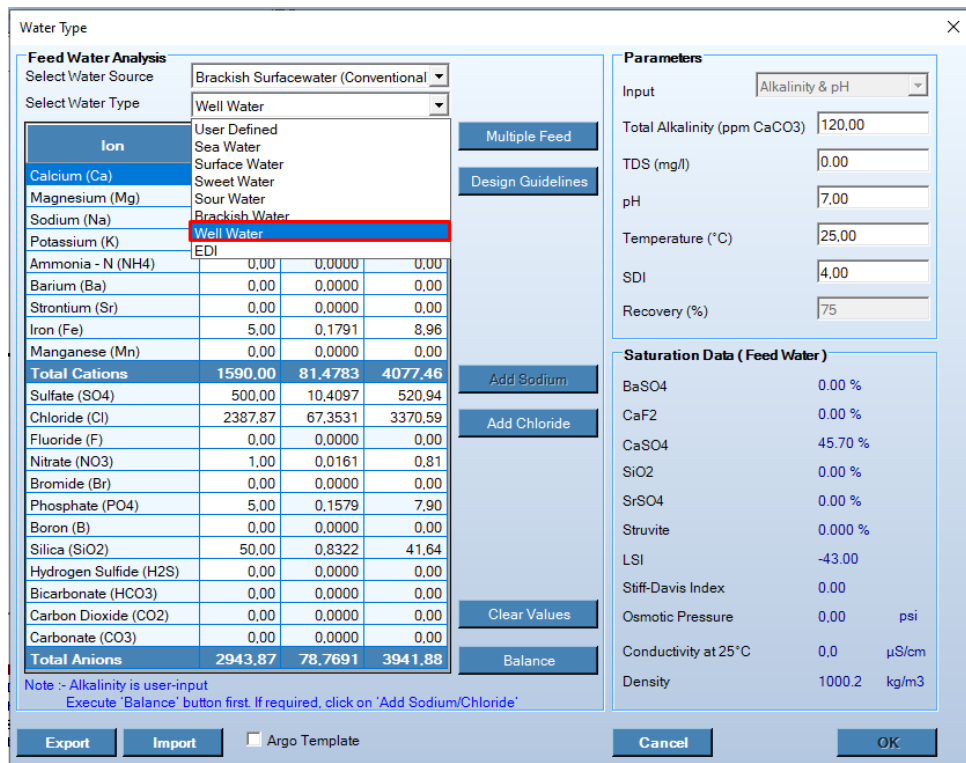 Water Type
Feed Water Analysis
Select Water Source Brackish Surfacewater (Conventional
Select Water Type Well Water
User Defined
Sea Water
Surface Water
Sweet Water
Sour Water
Brackish Water
Well Water
EDI
Ion
Calcium (Ca)
Magnesium (Mg)
Sodium (Na)
Potassium (K)
Ammonia - N (NH4) 0,00 0,0000 0,00
Barium (Ba) 0,00 0,0000 0,00
Strontium (Sr) 0,00 0,0000 0,00
Iron (Fe) 5,00 0,1791 8,96
Manganese (Mn) 0,00 0,0000 0,00
Total Cations 1590,00 81,4783 4077,46
Sulfate (SO4) 500,00 10,4097 520,94
Chloride (Cl) 2387,87 67,3531 3370,59
Fluoride (F) 0,00 0,0000 0,00
Nitrate (NO3) 1,00 0,0161 0,81
Bromide (Br) 0,00 0,0000 0,00
Phosphate (PO4) 5,00 0,1579 7,90
Boron (B) 0,00 0,0000 0,00
Silica (SiO2) 50,00 0,8322 41,64
Hydrogen Sulfide (H2S) 0,00 0,0000 0,00
Bicarbonate (HCO3) 0,00 0,0000 0,00
Carbon Dioxide (CO2) 0,00 0,0000 0,00
Carbonate (CO3) 0,00 0,0000 0,00
Total Anions 2943,87 78,7691 3941,88
Note :- Alkalinity is user-input
Execute 'Balance' button first. If required, click on 'Add Sodium/Chloride'
Multiple Feed
Design Guidelines
Add Sodium
Add Chloride
Clear Values
Balance
Parameters
Input Alkalinity & pH
Total Alkalinity (ppm CaCO3) 120,00
TDS (mg/l) 0.00
pH 7,00
Temperature (°C) 25,00
SDI 4,00
Recovery (%) 75
Saturation Data ( Feed Water )
BaSO4 0.00 %
CaF2 0.00 %
CaSO4 45.70 %
SiO2 0.00 %
SrSO4 0.00 %
Struvite 0.000 %
LSI -43.00
Stiff-Davis Index 0.00
Osmotic Pressure 0,00 psi
Conductivity at 25°C 0,0 µS/cm
Density 1000.2 kg/m3
Export
Import
Argo Template
Cancel
OK